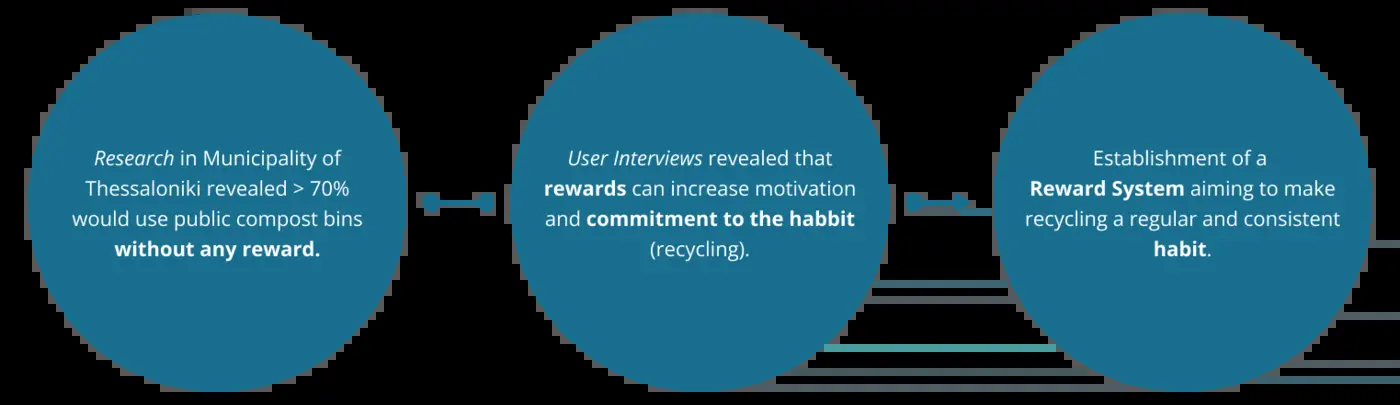 Research in Municipality of
Thessaloniki revealed > 70%
would use public compost bins
without any reward.
User Interviews revealed that
rewards can increase motivation
and commitment to the habbit
(recycling).
Establishment of a
Reward System aiming to make
recycling a regular and consistent
habit.